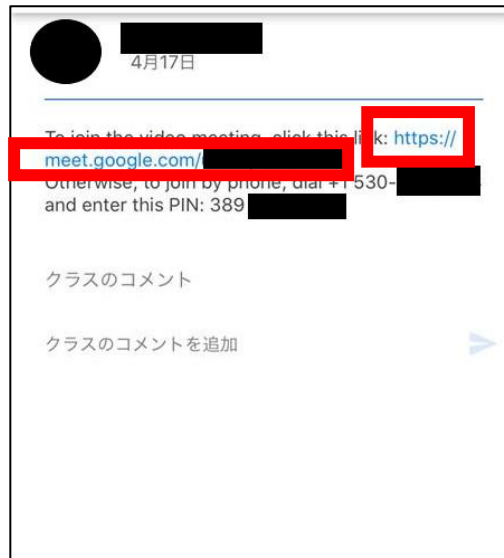 4月17日
To join the video meeting, click this link: https://
meet.google.com/
Otherwise, to join by phone, dial +1 530-
and enter this PIN: 389
クラスのコメント
クラスのコメントを追加